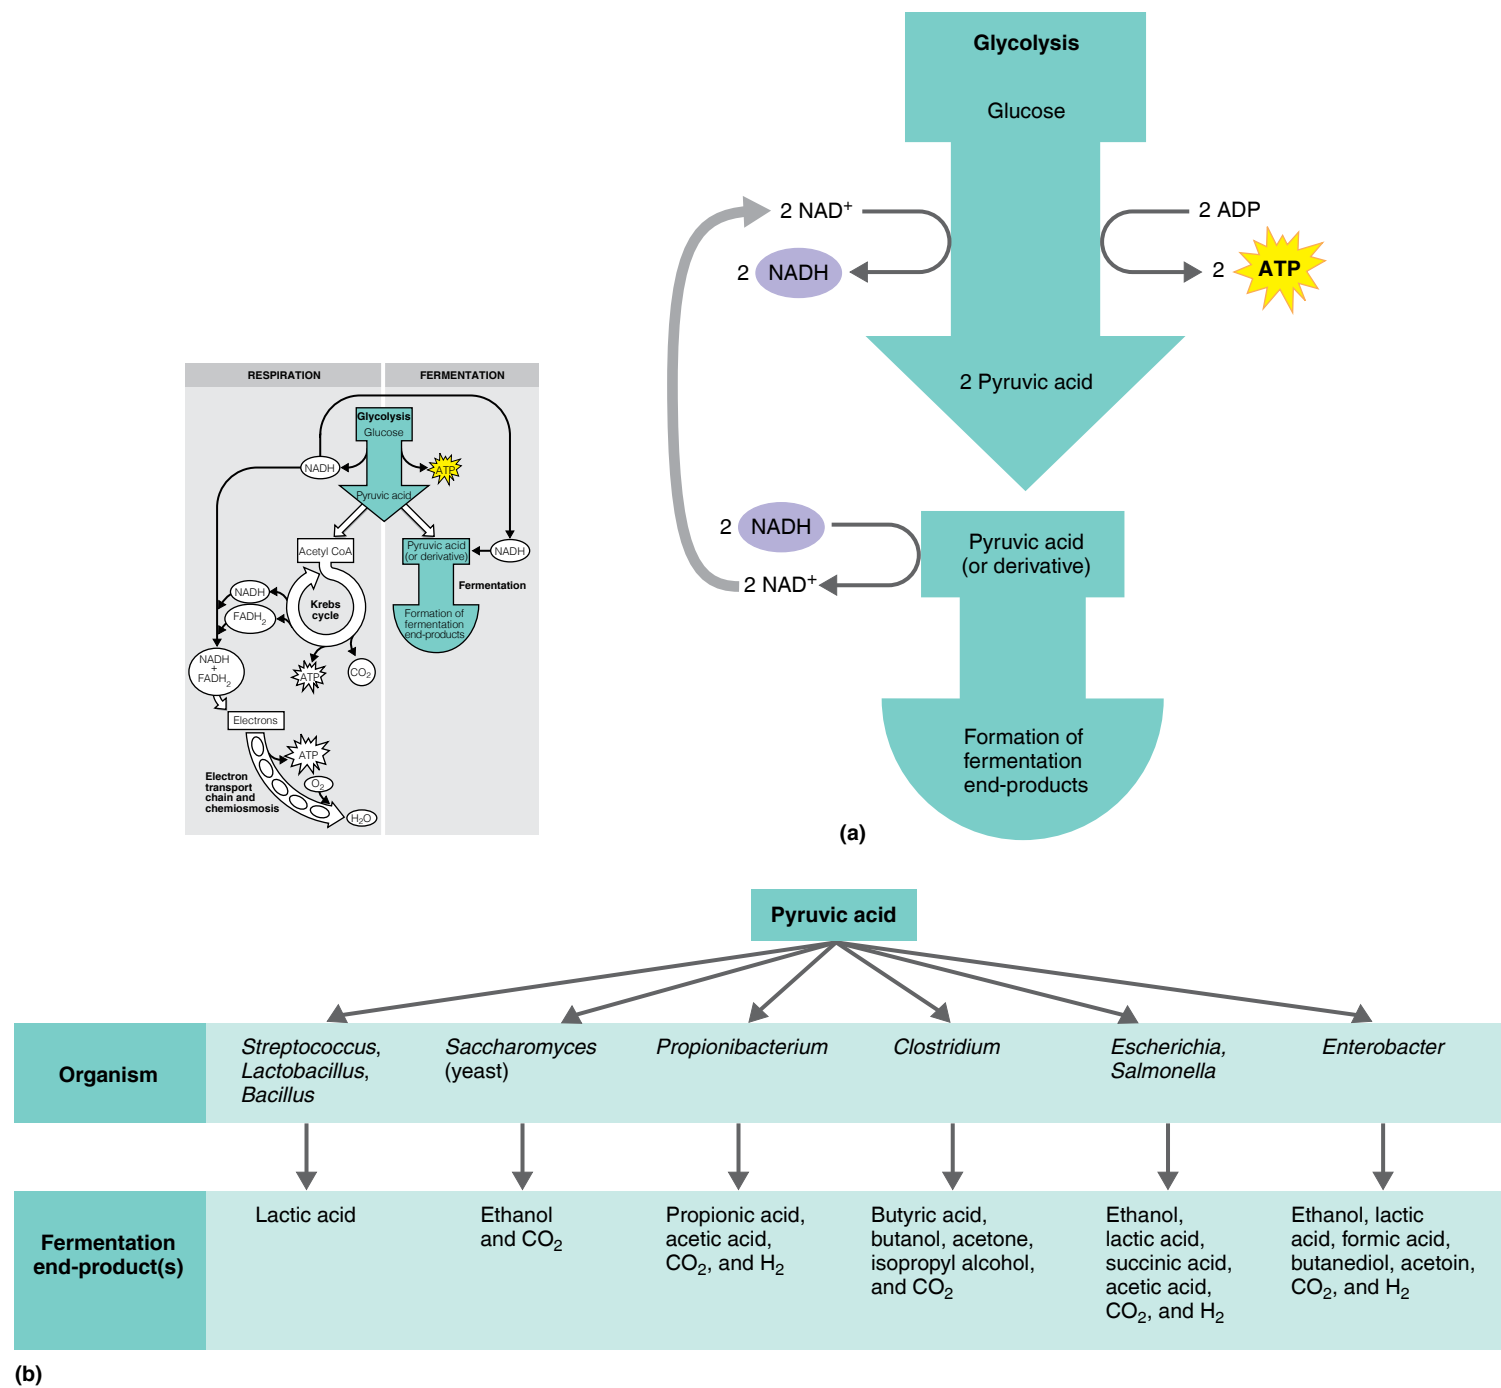 Glycolysis
Glucose
2 NAD⁺
2 NADH
2 ADP
2 ATP
2 Pyruvic acid
2 NADH
2 NAD⁺
Pyruvic acid
(or derivative)
Formation of
fermentation
end-products
(a)
RESPIRATION
FERMENTATION
Glycolysis
Glucose
NADH
ATP
Pyruvic acid
Acetyl CoA
Pyruvic acid
(or derivative)
NADH
Fermentation
NADH
FADH₂
Krebs
cycle
Formation of
fermentation
end-products
NADH
+
FADH₂
ATP
CO₂
Electrons
ATP
O₂
Electron
transport
chain and
chemiosmosis
H₂O
Pyruvic acid
Organism
Streptococcus,
Lactobacillus,
Bacillus
Saccharomyces
(yeast)
Propionibacterium
Clostridium
Escherichia,
Salmonella
Enterobacter
Fermentation
end-product(s)
Lactic acid
Ethanol
and CO₂
Propionic acid,
acetic acid,
CO₂, and H₂
Butyric acid,
butanol, acetone,
isopropyl alcohol,
and CO₂
Ethanol,
lactic acid,
succinic acid,
acetic acid,
CO₂, and H₂
Ethanol, lactic
acid, formic acid,
butanediol, acetoin,
CO₂, and H₂
(b)